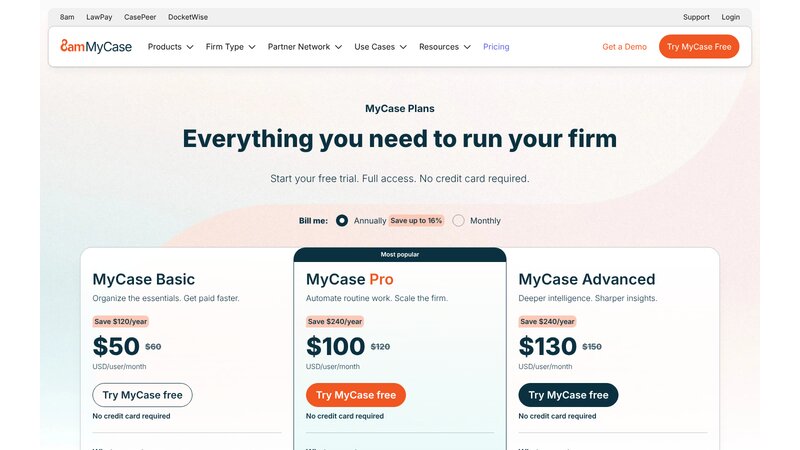 8am LawPay CasePeer DocketWise Support Login
8am MyCase Products Firm Type Partner Network Use Cases Resources Pricing Get a Demo Try MyCase Free
MyCase Plans
Everything you need to run your firm
Start your free trial. Full access. No credit card required.
Bill me: Annually Save up to 16% Monthly
Most popular
MyCase Basic
Organize the essentials. Get paid faster.
Save $120/year
$50 $60
USD/user/month
Try MyCase free
No credit card required
MyCase Pro
Automate routine work. Scale the firm.
Save $240/year
$100 $120
USD/user/month
Try MyCase free
No credit card required
MyCase Advanced
Deeper intelligence. Sharper insights.
Save $240/year
$130 $150
USD/user/month
Try MyCase free
No credit card required